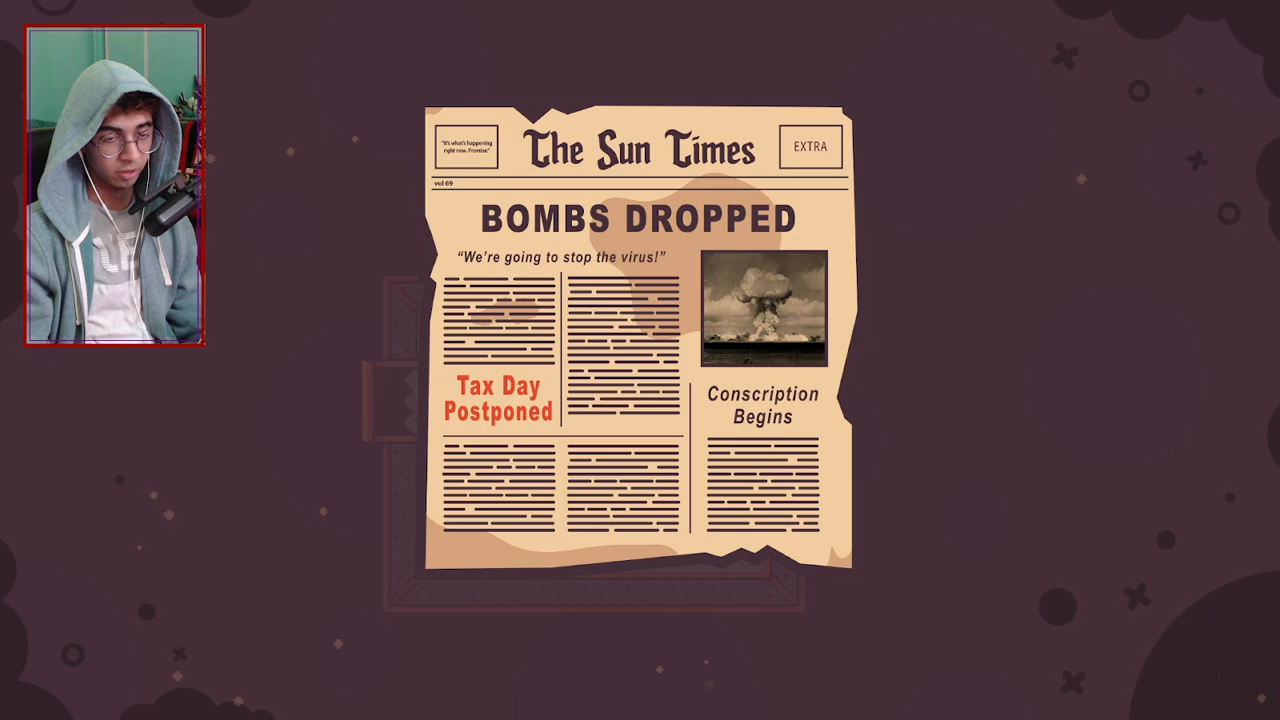 "It's what's happening
right now. Promise."
The Sun Times
EXTRA
vol 69
BOMBS DROPPED
“We’re going to stop the virus!”
Tax Day
Postponed
Conscription
Begins